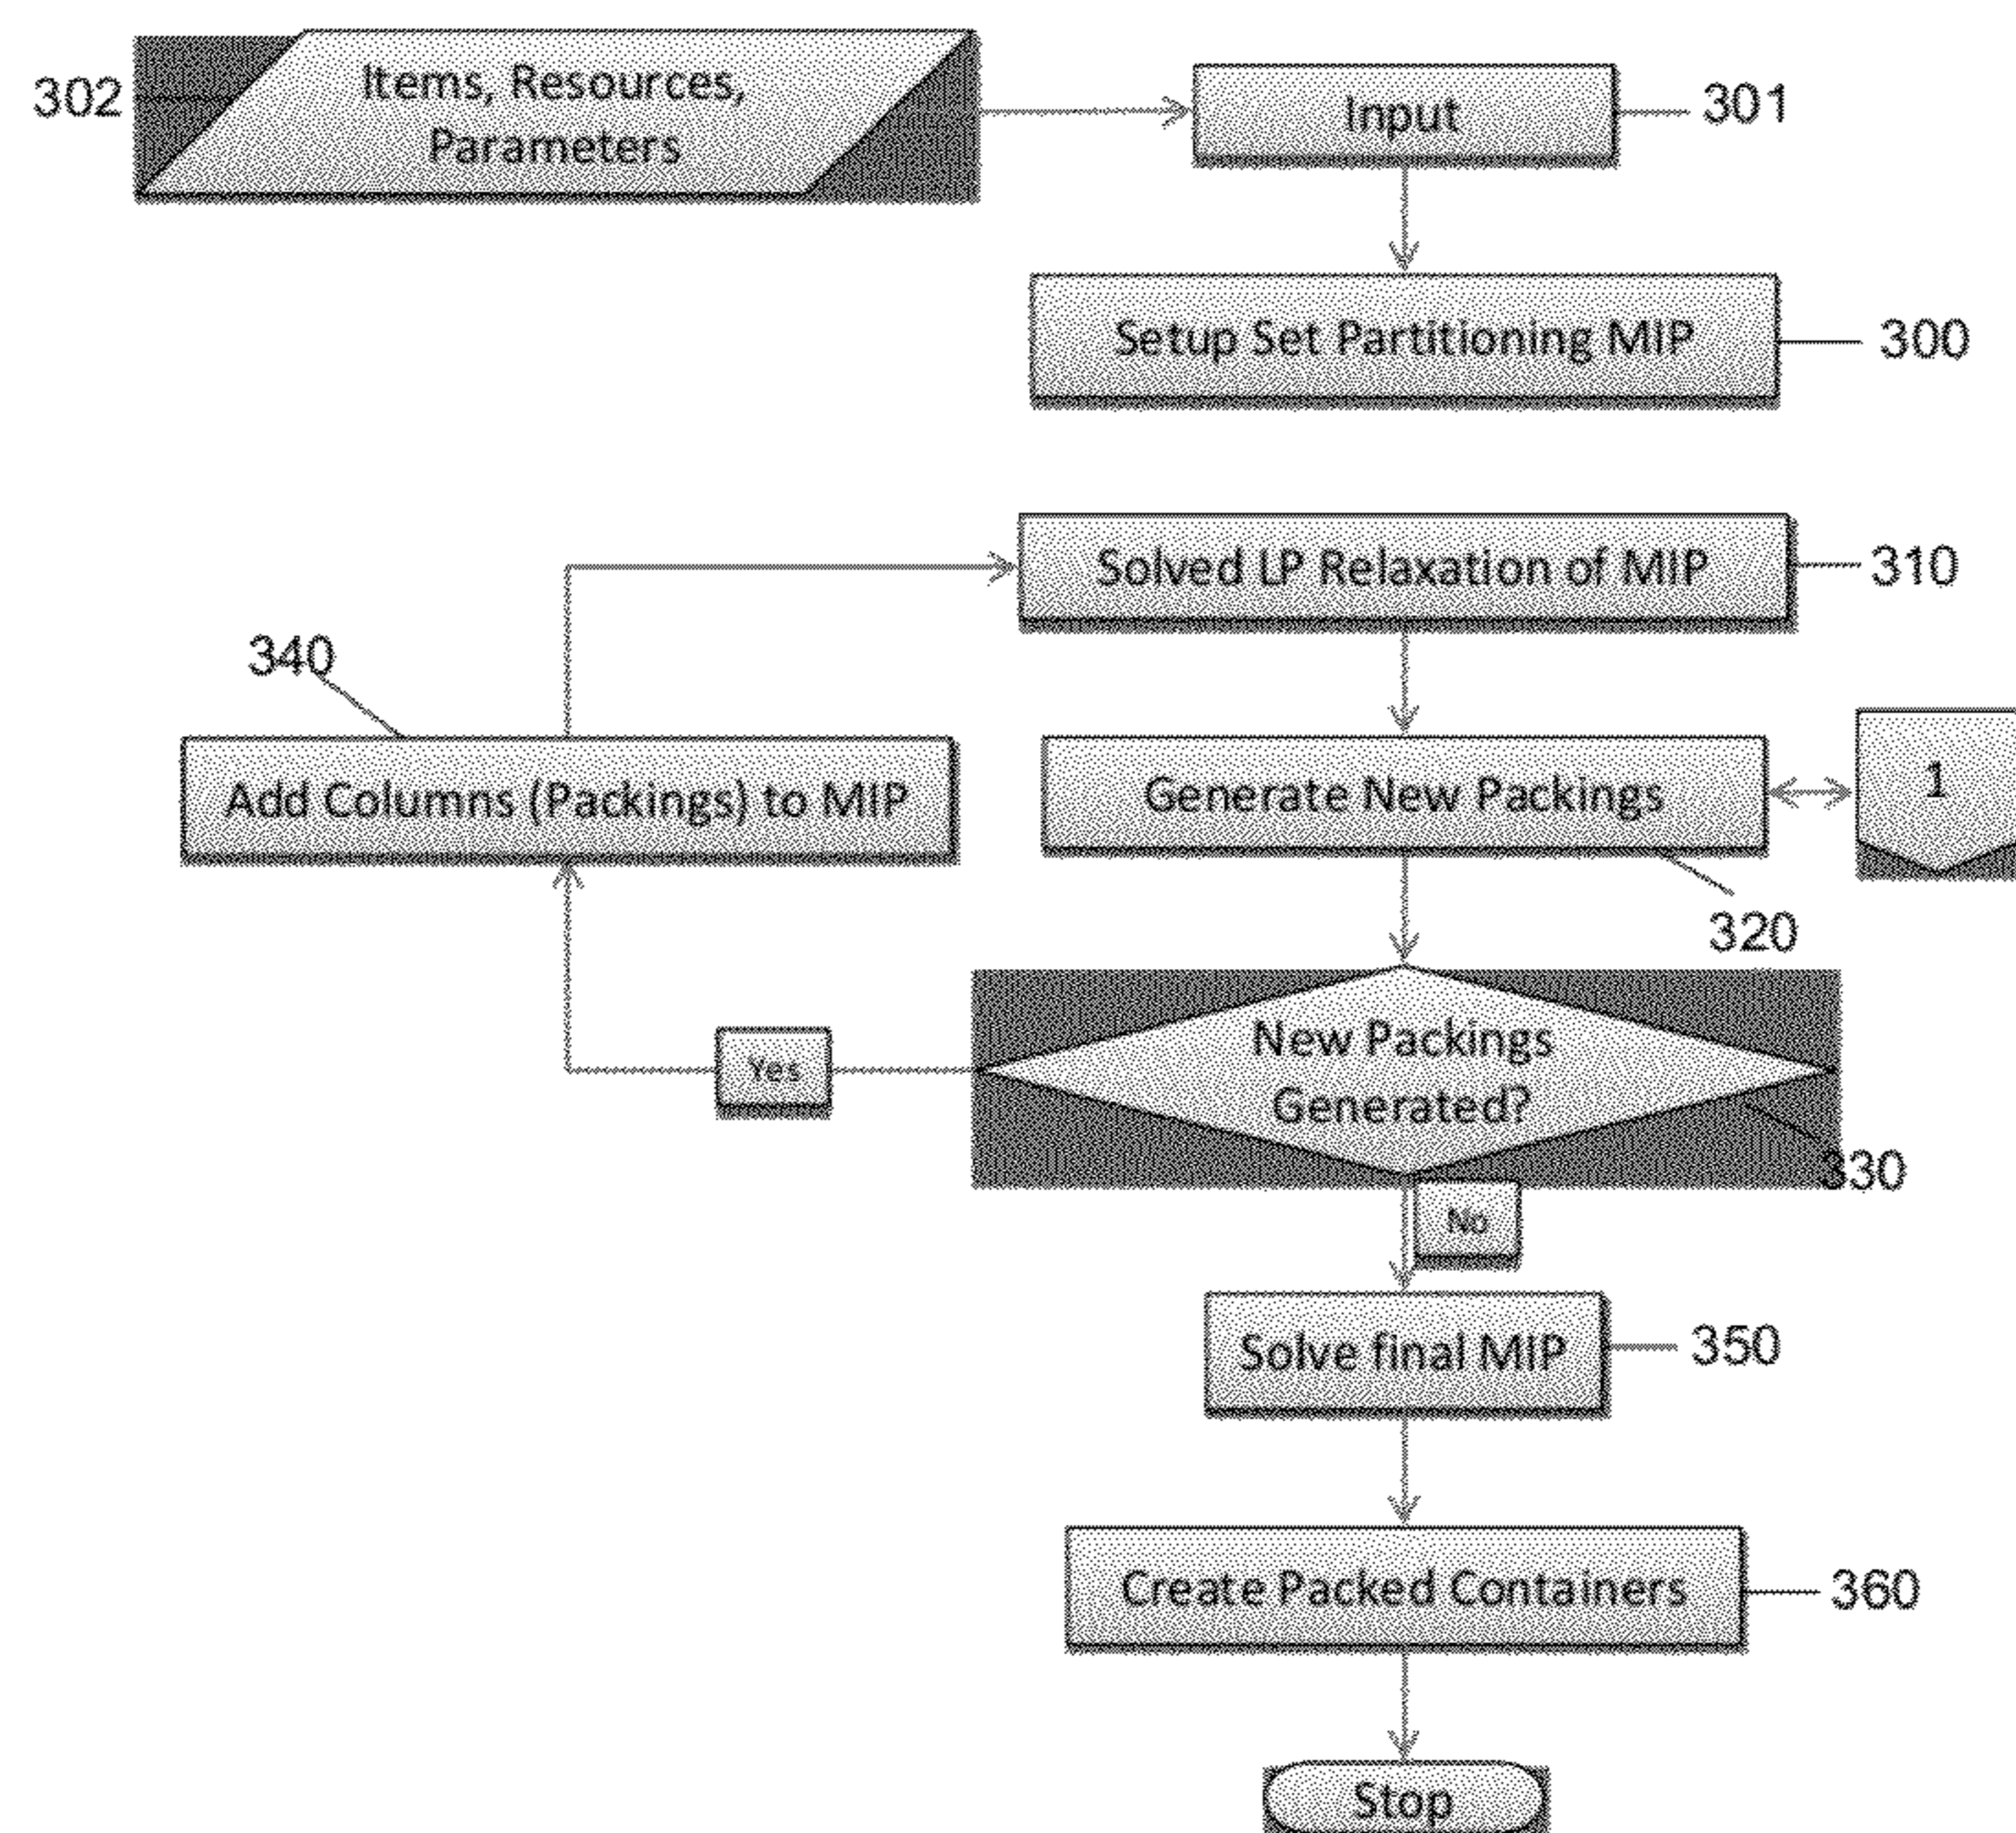 302
Items, Resources,
Parameters
Input
301
Setup Set Partitioning MIP
300
Solved LP Relaxation of MIP
310
340
Add Columns (Packings) to MIP
Generate New Packings
1
320
New Packings
Generated?
Yes
330
No
Solve final MIP
350
Create Packed Containers
360
Stop